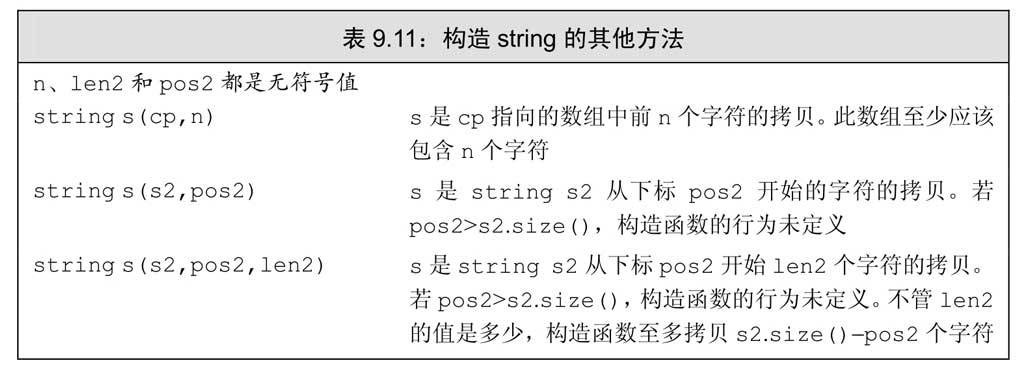 表 9.11：构造 string 的其他方法
n、len2 和 pos2 都是无符号值
string s(cp,n) s 是 cp 指向的数组中前 n 个字符的拷贝。此数组至少应该
包含 n 个字符
string s(s2,pos2) s 是 string s2 从下标 pos2 开始的字符的拷贝。若
pos2>s2.size()，构造函数的行为未定义
string s(s2,pos2,len2) s 是 string s2 从下标 pos2 开始 len2 个字符的拷贝。
若 pos2>s2.size()，构造函数的行为未定义。不管 len2
的值是多少，构造函数至多拷贝 s2.size()–pos2 个字符